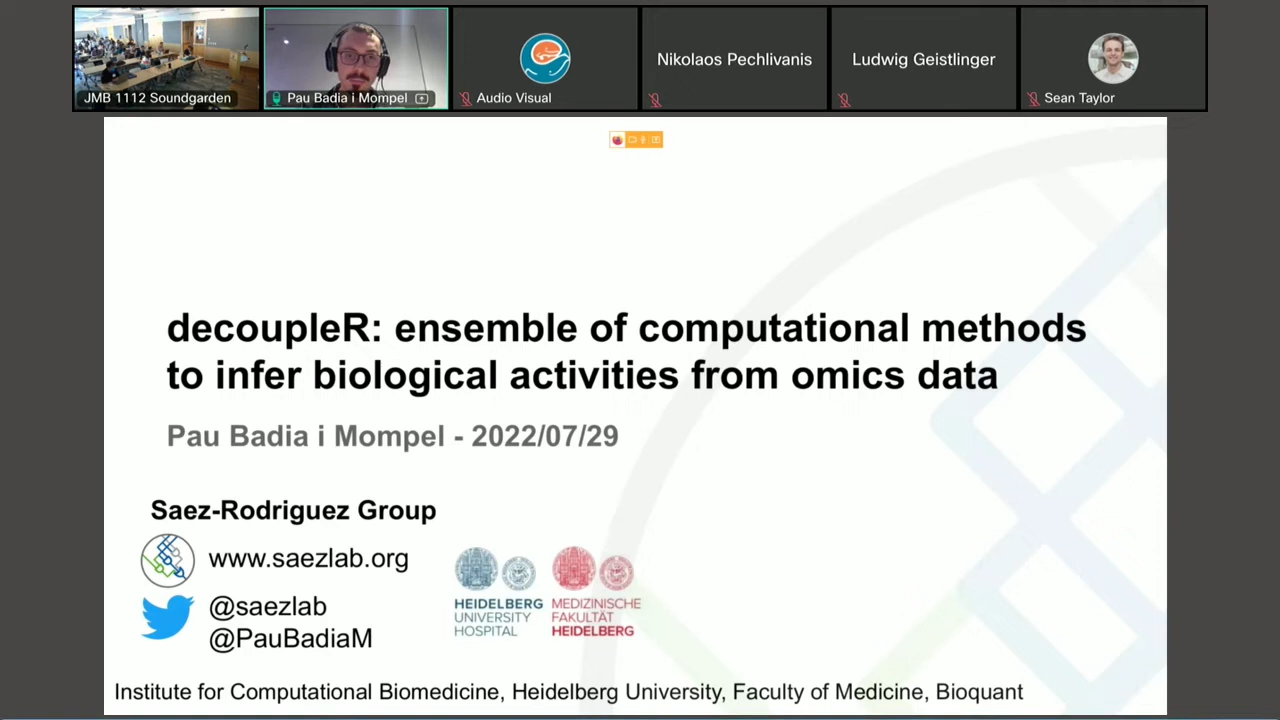 JMB 1112 Soundgarden
Pau Badia i Mompel
Audio Visual
Nikolaos Pechlivanis
Ludwig Geistlinger
Sean Taylor
decoupleR: ensemble of computational methods
to infer biological activities from omics data
Pau Badia i Mompel - 2022/07/29
Saez-Rodriguez Group
www.saezlab.org
@saezlab
@PauBadiaM
HEIDELBERG
UNIVERSITY
HOSPITAL
MEDIZINISCHE
FAKULTÄT
HEIDELBERG
Institute for Computational Biomedicine, Heidelberg University, Faculty of Medicine, Bioquant